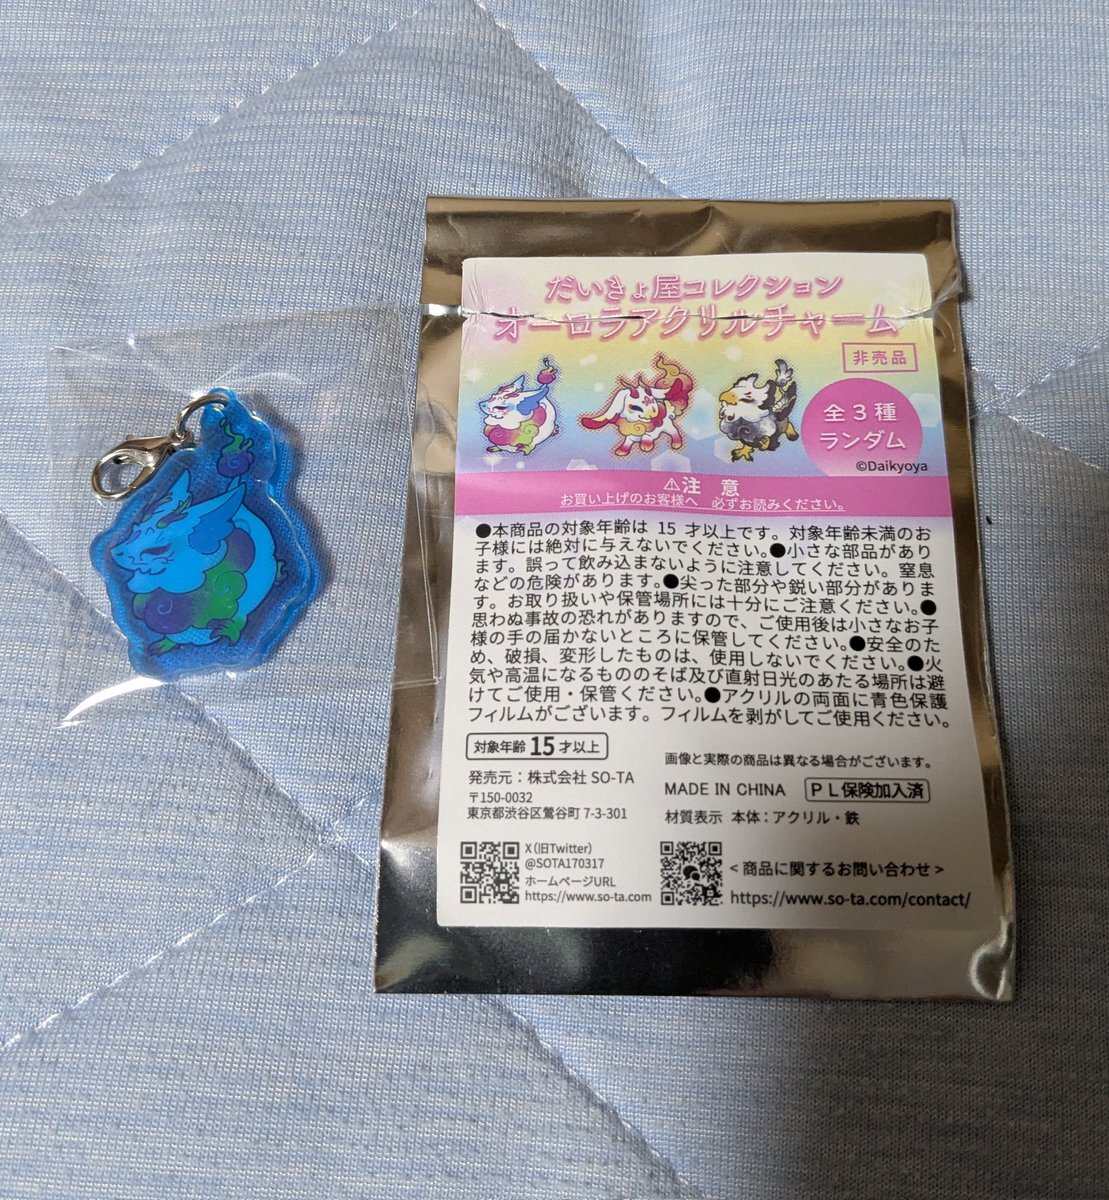 だいきょ屋コレクション
オーロラアクリルチャーム
非売品
全3種
ランダム
©Daikyoya
⚠注 意
お買い上げのお客様へ 必ずお読みください。
●本商品の対象年齢は 15 才以上です。対象年齢未満のお
子様には絶対に与えないでください。●小さな部品があり
ます。誤って飲み込まないように注意してください。窒息
などの危険があります。●尖った部分や鋭い部分がありま
す。お取り扱いや保管場所には十分にご注意ください。●
思わぬ事故の恐れがありますので、ご使用後は小さなお子
様の手の届かないところに保管してください。●安全のた
め、破損、変形したものは、使用しないでください。●火
気や高温になるもののそば及び直射日光のあたる場所は避
けてご使用・保管ください。●アクリルの両面に青色保護
フィルムがございます。フィルムを剥がしてご使用ください。
対象年齢 15 才以上
画像と実際の商品は異なる場合がございます。
発売元：株式会社 SO-TA
〒150-0032
東京都渋谷区鶯谷町 7-3-301
MADE IN CHINA
PL保険加入済
材質表示 本体：アクリル・鉄
X(旧Twitter)
@SOTA170317
ホームページURL
https://www.so-ta.com
<商品に関するお問い合わせ>
https://www.so-ta.com/contact/